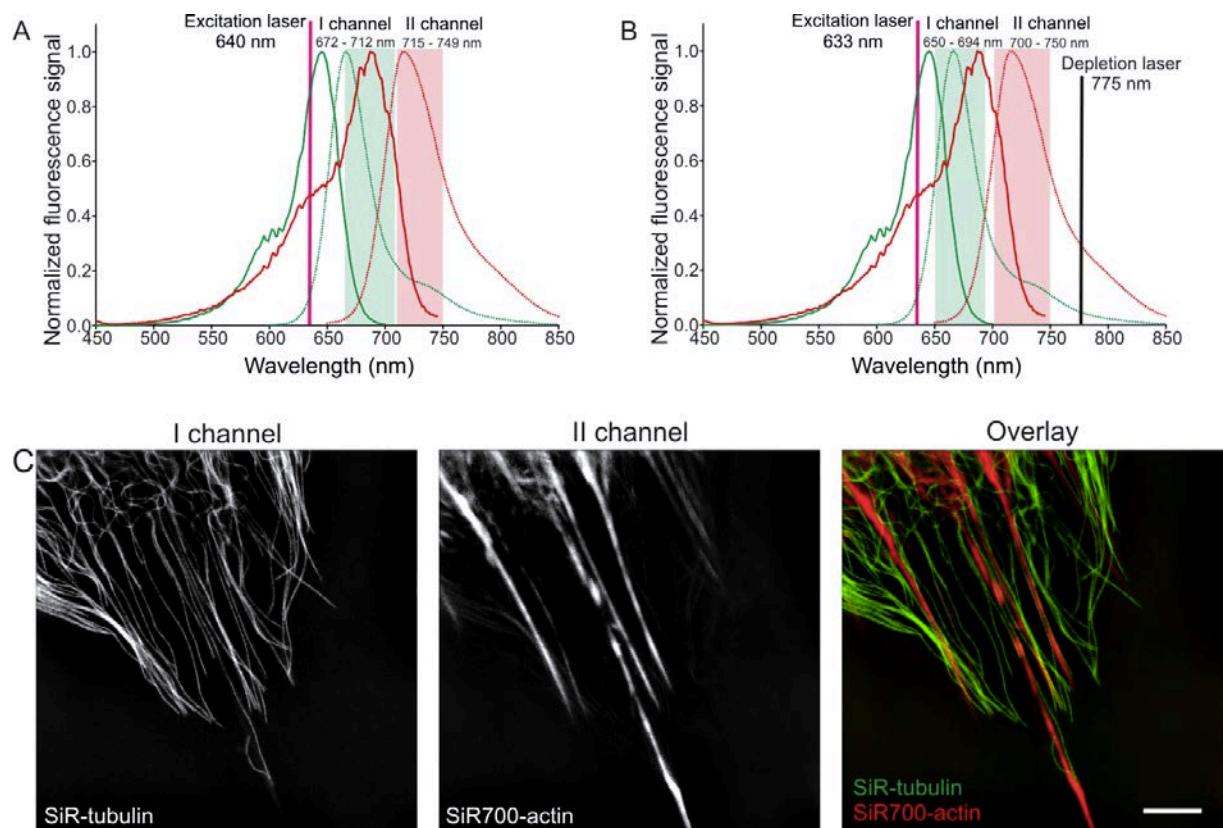 A
Excitation laser
640 nm
I channel
672 - 712 nm
II channel
715 - 749 nm
Normalized fluorescence signal
1.0
0.8
0.6
0.4
0.2
0.0
450 500 550 600 650 700 750 800 850
Wavelength (nm)
B
Excitation laser
633 nm
I channel
650 - 694 nm
II channel
700 - 750 nm
Depletion laser
775 nm
Normalized fluorescence signal
1.0
0.8
0.6
0.4
0.2
0.0
450 500 550 600 650 700 750 800 850
Wavelength (nm)
C
I channel
II channel
Overlay
SiR-tubulin
SiR700-actin
SiR-tubulin
SiR700-actin